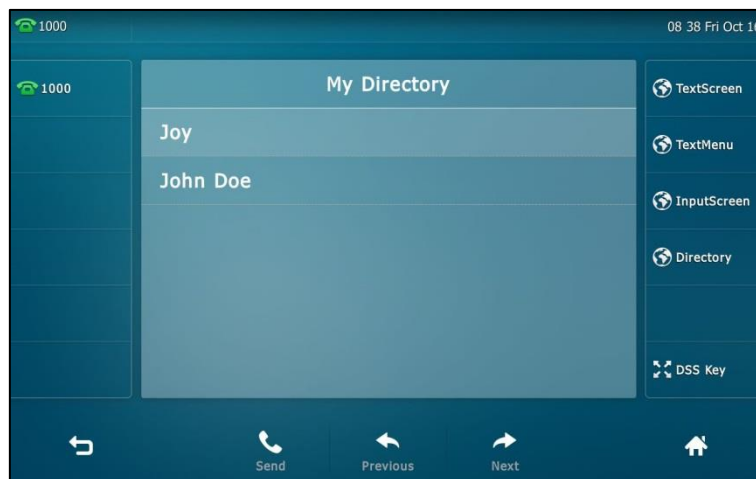 1000
08 38 Fri Oct 16
1000
My Directory
Joy
John Doe
TextScreen
TextMenu
InputScreen
Directory
DSS Key
Send
Previous
Next